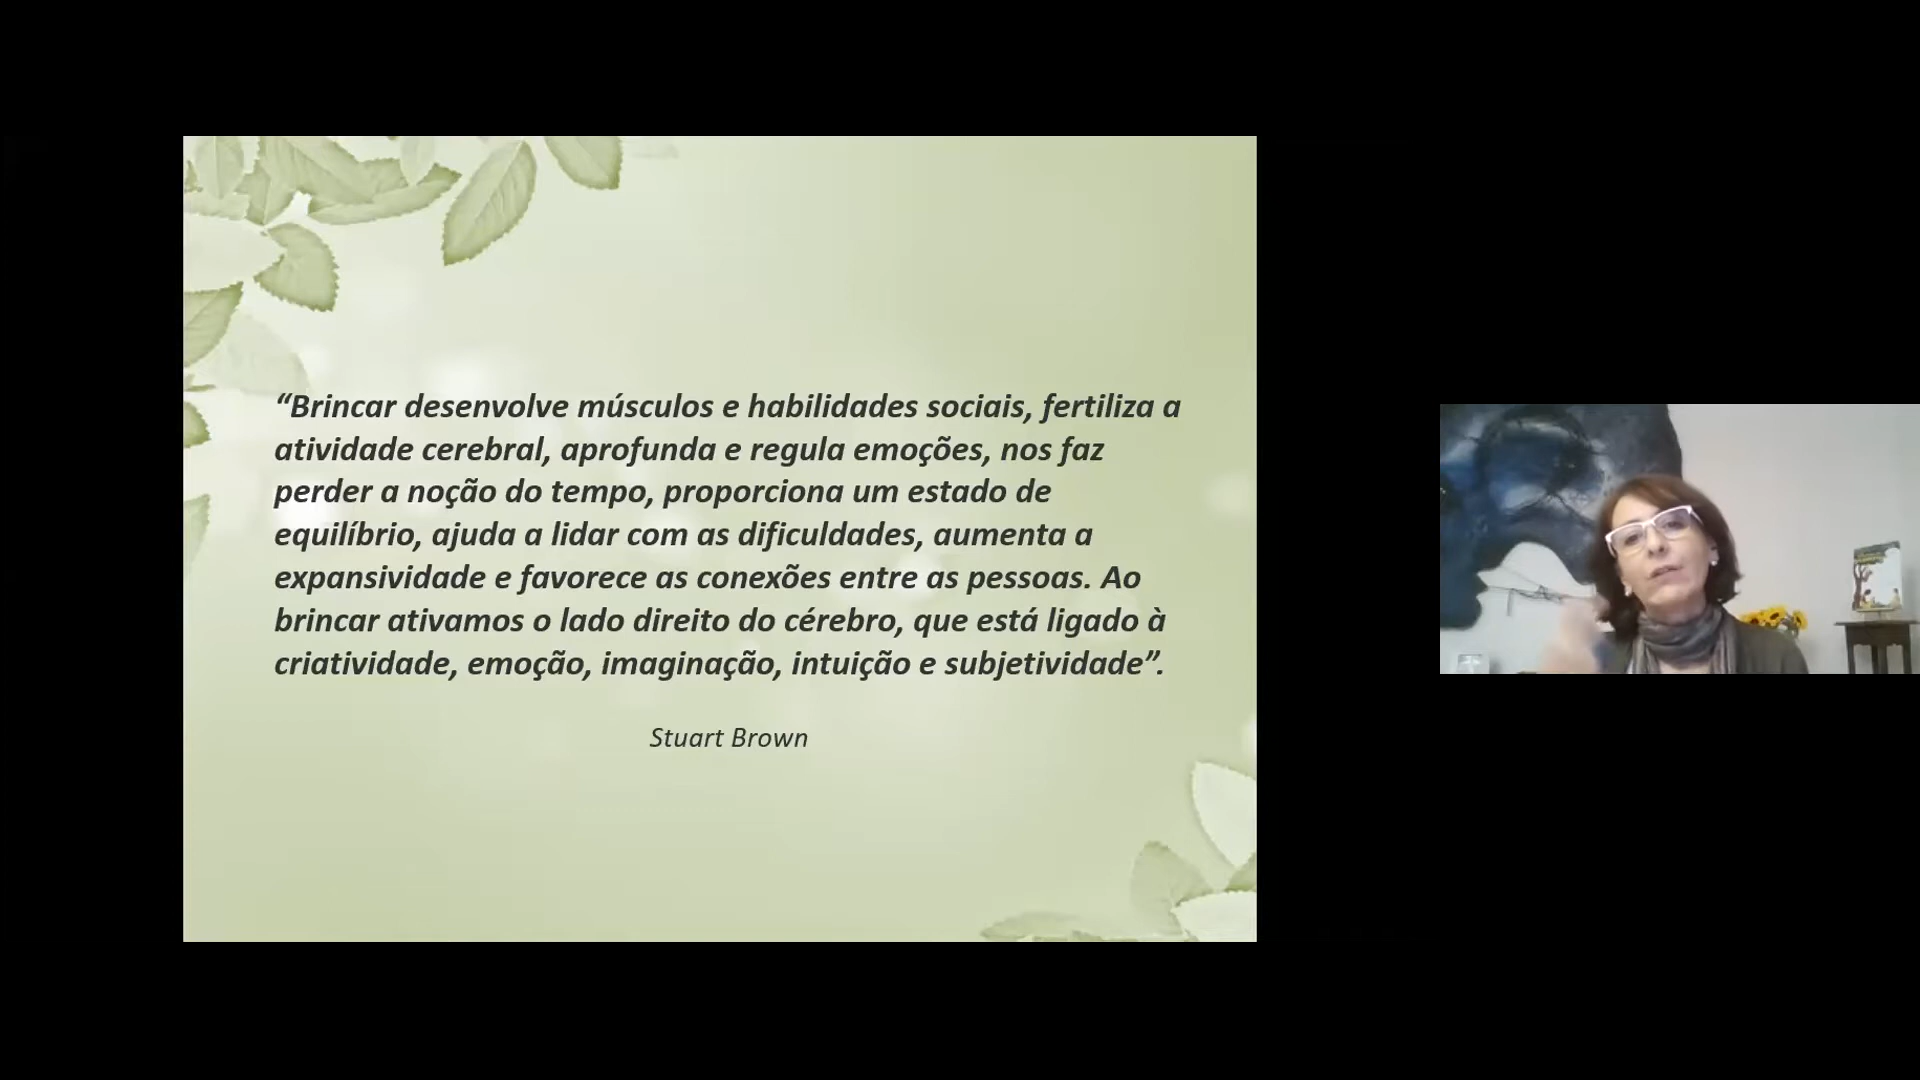 “Brincar desenvolve músculos e habilidades sociais, fertiliza a
atividade cerebral, aprofunda e regula emoções, nos faz
perder a noção do tempo, proporciona um estado de
equilíbrio, ajuda a lidar com as dificuldades, aumenta a
expansividade e favorece as conexões entre as pessoas. Ao
brincar ativamos o lado direito do cérebro, que está ligado à
criatividade, emoção, imaginação, intuição e subjetividade”.
Stuart Brown